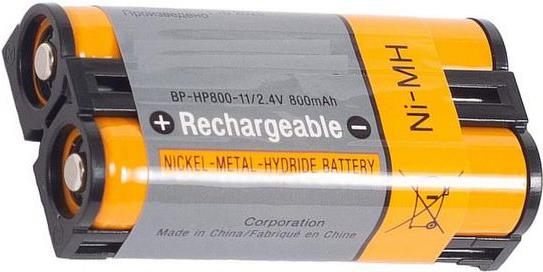 Произведено
BP-HP800-11/2.4V 800mAh
+ Rechargeable -
NICKEL-METAL-HYDRIDE BATTERY
Ni-MH
Corporation
Made in China/Fabriqué en Chine